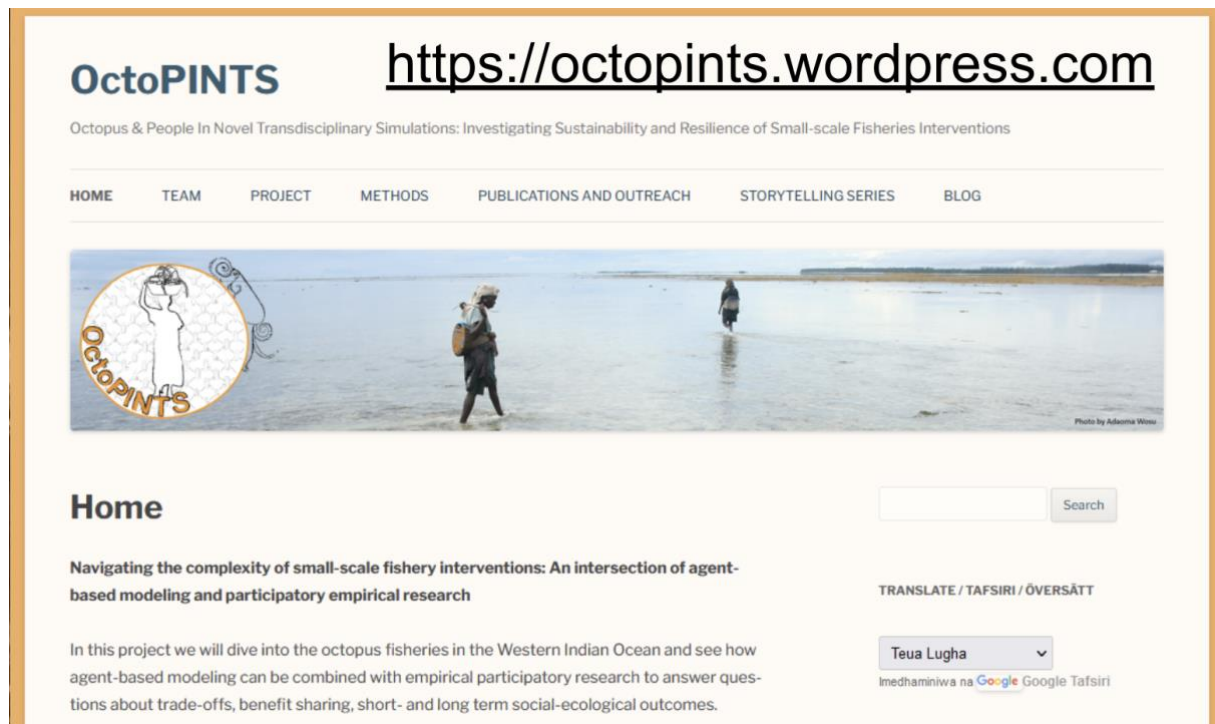 OctoPINTS
https://octopints.wordpress.com
Octopus & People In Novel Transdisciplinary Simulations: Investigating Sustainability and Resilience of Small-scale Fisheries Interventions
HOME TEAM PROJECT METHODS PUBLICATIONS AND OUTREACH STORYTELLING SERIES BLOG
OctoPINTS
Photo by Adaoma Wosu
Home
Search
Navigating the complexity of small-scale fishery interventions: An intersection of agent-
based modeling and participatory empirical research
TRANSLATE / TAFSIRI / ÖVERSÄTT
In this project we will dive into the octopus fisheries in the Western Indian Ocean and see how
agent-based modeling can be combined with empirical participatory research to answer ques-
tions about trade-offs, benefit sharing, short- and long term social-ecological outcomes.
Teua Lugha
Imedhaminiwa na Google Google Tafsiri